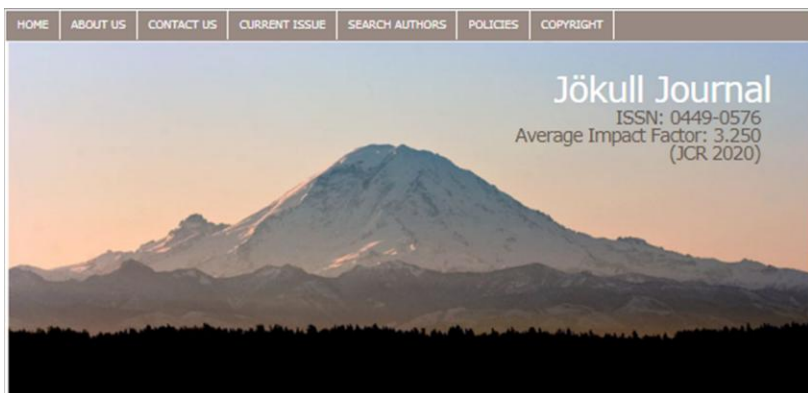 HOME ABOUT US CONTACT US CURRENT ISSUE SEARCH AUTHORS POLICIES COPYRIGHT
Jökull Journal
ISSN: 0449-0576
Average Impact Factor: 3.250
(JCR 2020)